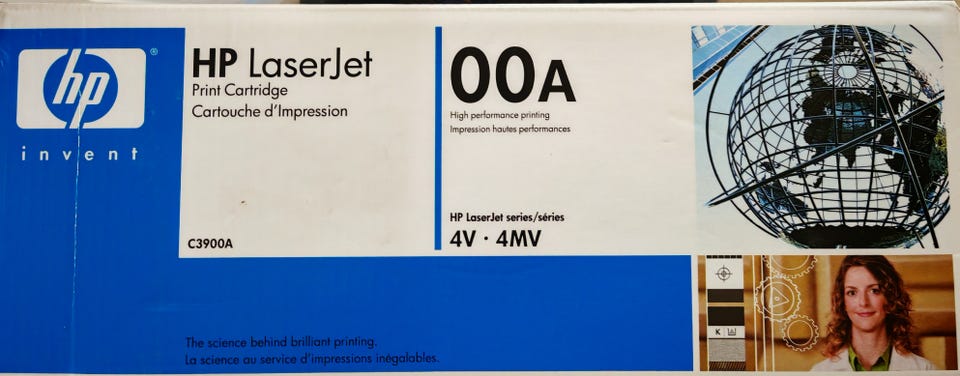 hp
®
invent
HP LaserJet
Print Cartridge
Cartouche d'Impression
C3900A
00A
High performance printing
Impression hautes performances
HP LaserJet series/séries
4V · 4MV
K
The science behind brilliant printing.
La science au service d'impressions inégalables.